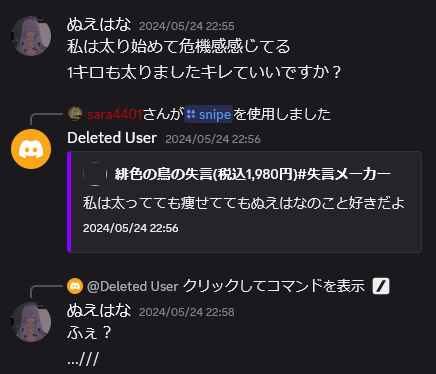 ぬえはな 2024/05/24 22:55
私は太り始めて危機感感じてる
1キロも太りましたキレていいですか？
sara4401さんが snipe を使用しました
Deleted User 2024/05/24 22:56
緋色の鳥の失言(税込1,980円)#失言メーカー
私は太ってても痩せててもぬえはなのこと好きだよ
2024/05/24 22:56
@Deleted User クリックしてコマンドを表示
ぬえはな 2024/05/24 22:58
ふぇ？
...///